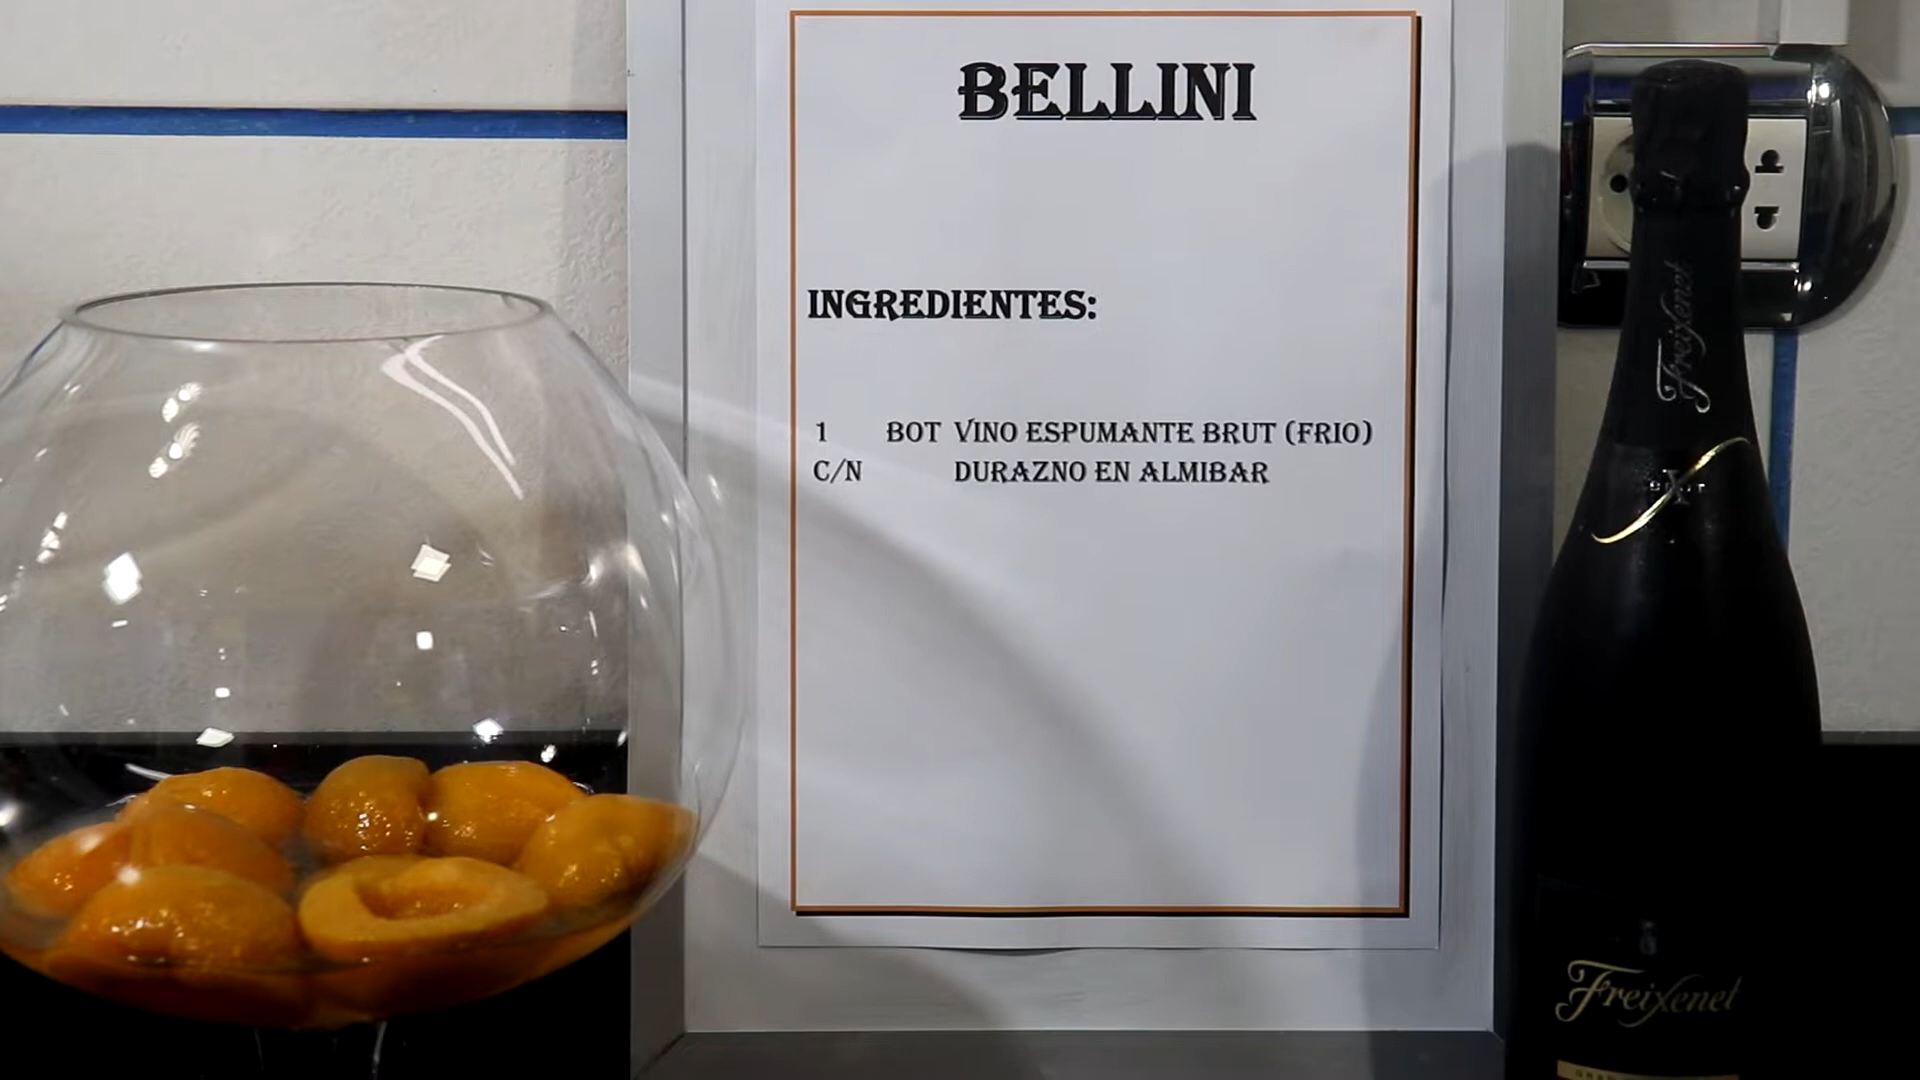 BELLINI
INGREDIENTES:
1 BOT VINO ESPUMANTE BRUT (FRIO)
C/N DURAZNO EN ALMIBAR
Freixenet
Freixenet